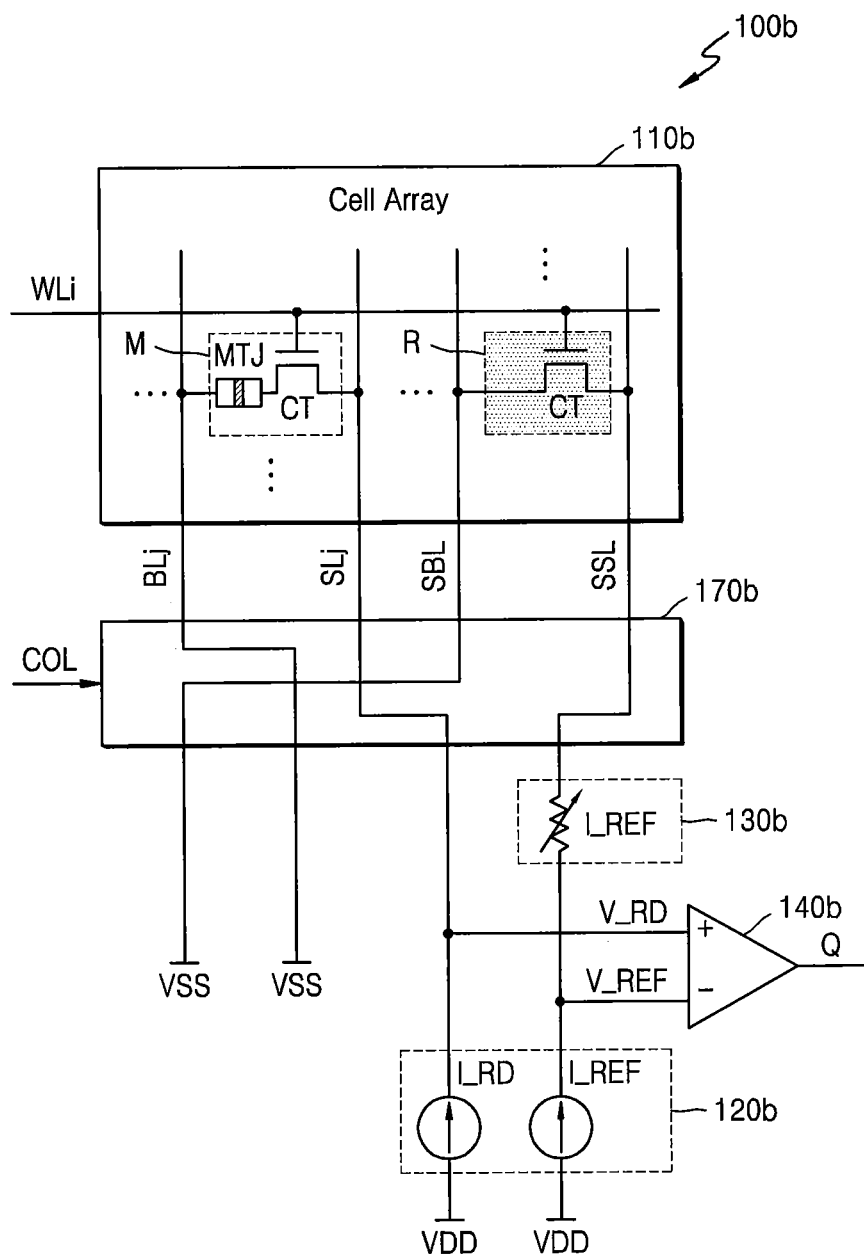 100b
110b
Cell Array
WLi
M
MTJ
CT
R
CT
BLj
SLj
SBL
SSL
170b
COL
I_REF
130b
V_RD
140b
+
Q
V_REF
−
VSS
VSS
I_RD
I_REF
120b
VDD
VDD